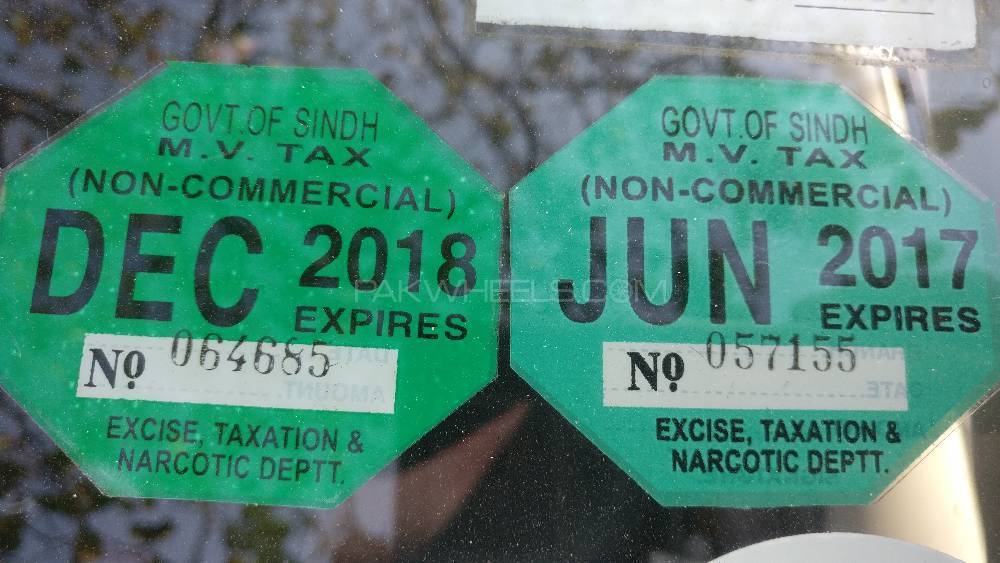 GOVT.OF SINDH
M.V. TAX
(NON-COMMERCIAL)
DEC 2018
EXPIRES
Nº 064685
EXCISE, TAXATION &
NARCOTIC DEPTT.
GOVT.OF SINDH
M.V. TAX
(NON-COMMERCIAL)
JUN 2017
EXPIRES
Nº 057155
EXCISE, TAXATION &
NARCOTIC DEPTT.
PAKWHEELS.COM